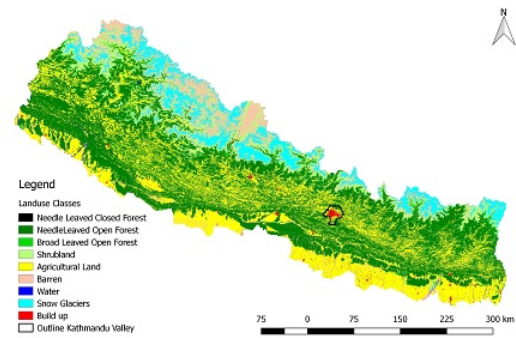 N
Legend
Landuse Classes
Needle Leaved Closed Forest
NeedleLeaved Open Forest
Broad Leaved Open Forest
Shrubland
Agricultural Land
Barren
Water
Snow Glaciers
Build up
Outline Kathmandu Valley
75 0 75 150 225 300 km